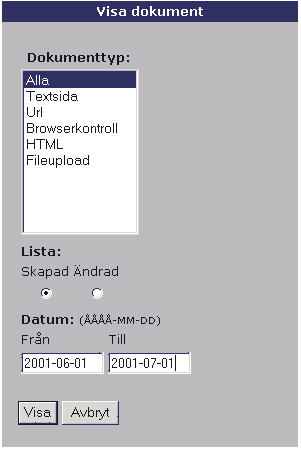 Visa dokument
Dokumenttyp:
Alla
Textsida
Url
Browserkontroll
HTML
Fileupload
Lista:
Skapad Ändrad
Datum: (ÅÅÅÅ-MM-DD)
Från Till
2001-06-01 2001-07-01
Visa Avbryt